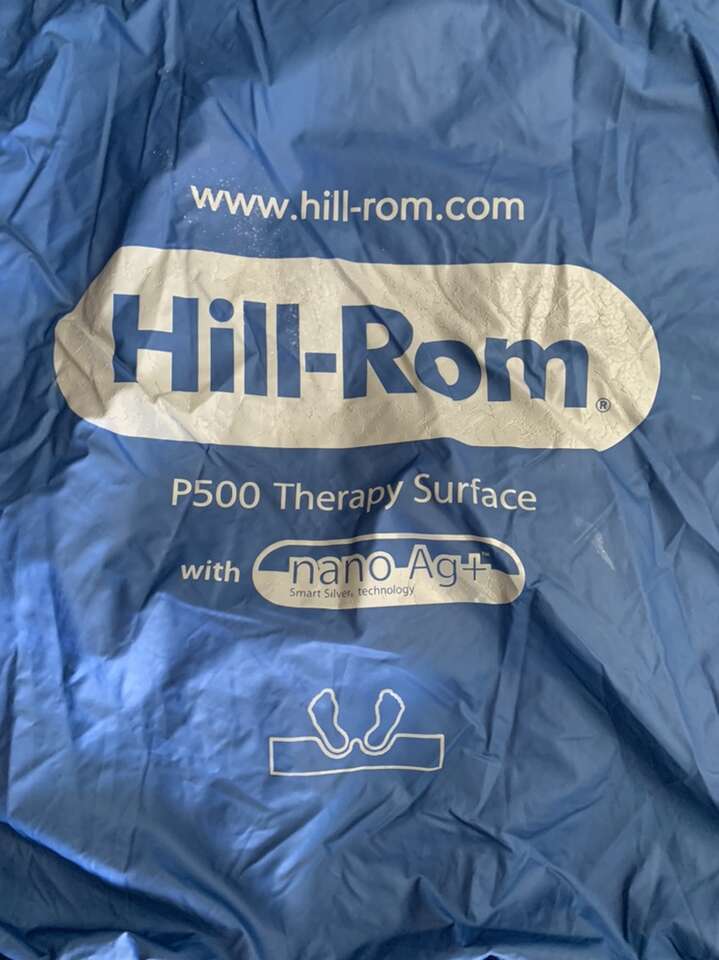 www.hill-rom.com
Hill-Rom®
P500 Therapy Surface
with nano-Ag+™
Smart Silver, technology